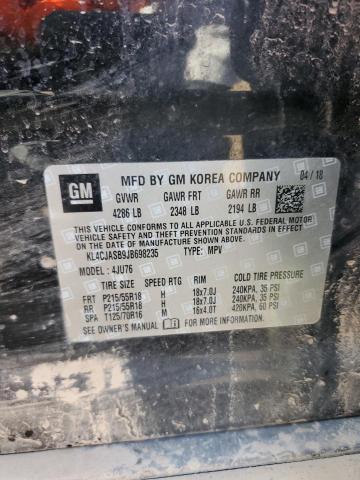 GM
MFD BY GM KOREA COMPANY 04 / 18
GVWR GAWR FRT GAWR RR
4286 LB 2348 LB 2194 LB
THIS VEHICLE CONFORMS TO ALL APPLICABLE U.S. FEDERAL MOTOR
VEHICLE SAFETY, BUMPER, AND THEFT PREVENTION STANDARDS IN
EFFECT ON THE DATE OF MANUFACTURE SHOWN ABOVE.
KL4CJASB9JB698235 TYPE: MPV
MODEL: 4JU76
TIRE SIZE SPEED RTG RIM COLD TIRE PRESSURE
FRT P215/55R18 H 18x7.0J 240KPA, 35 PSI
RR P215/55R18 H 18x7.0J 240KPA, 35 PSI
SPA T125/70R16 M 16x4.0T 420KPA, 60 PSI
SEE OWNER'S MANUAL FOR MORE INFORMATION.